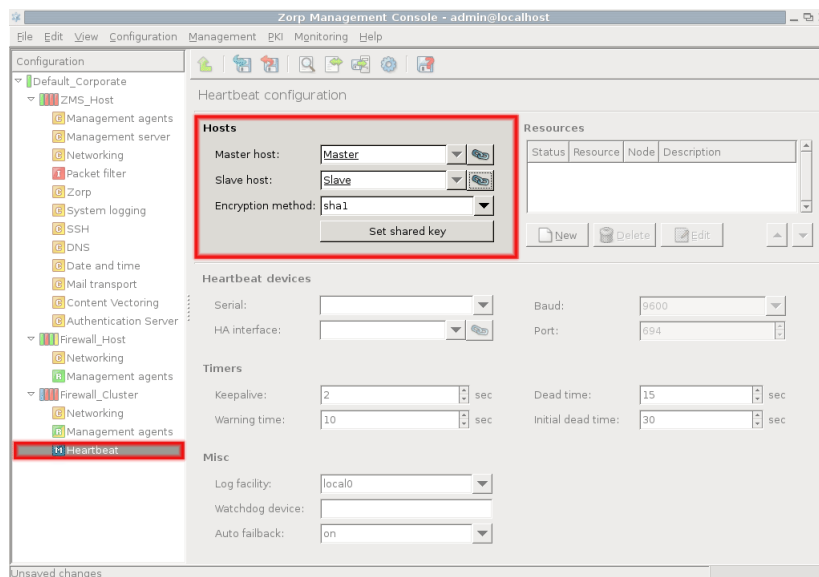 Zorp Management Console - admin@localhost
File Edit View Configuration Management PKI Monitoring Help
Configuration
Default_Corporate
ZMS_Host
Management agents
Management server
Networking
Packet filter
Zorp
System logging
SSH
DNS
Date and time
Mail transport
Content Vectoring
Authentication Server
Firewall_Host
Networking
Management agents
Firewall_Cluster
Networking
Management agents
Heartbeat
Heartbeat configuration
Hosts
Master host: Master
Slave host: Slave
Encryption method: sha1
Set shared key
Resources
Status Resource Node Description
New Delete Edit
Heartbeat devices
Serial:
Baud: 9600
HA interface:
Port: 694
Timers
Keepalive: 2 sec
Dead time: 15 sec
Warning time: 10 sec
Initial dead time: 30 sec
Misc
Log facility: local0
Watchdog device:
Auto failback: on
Unsaved changes